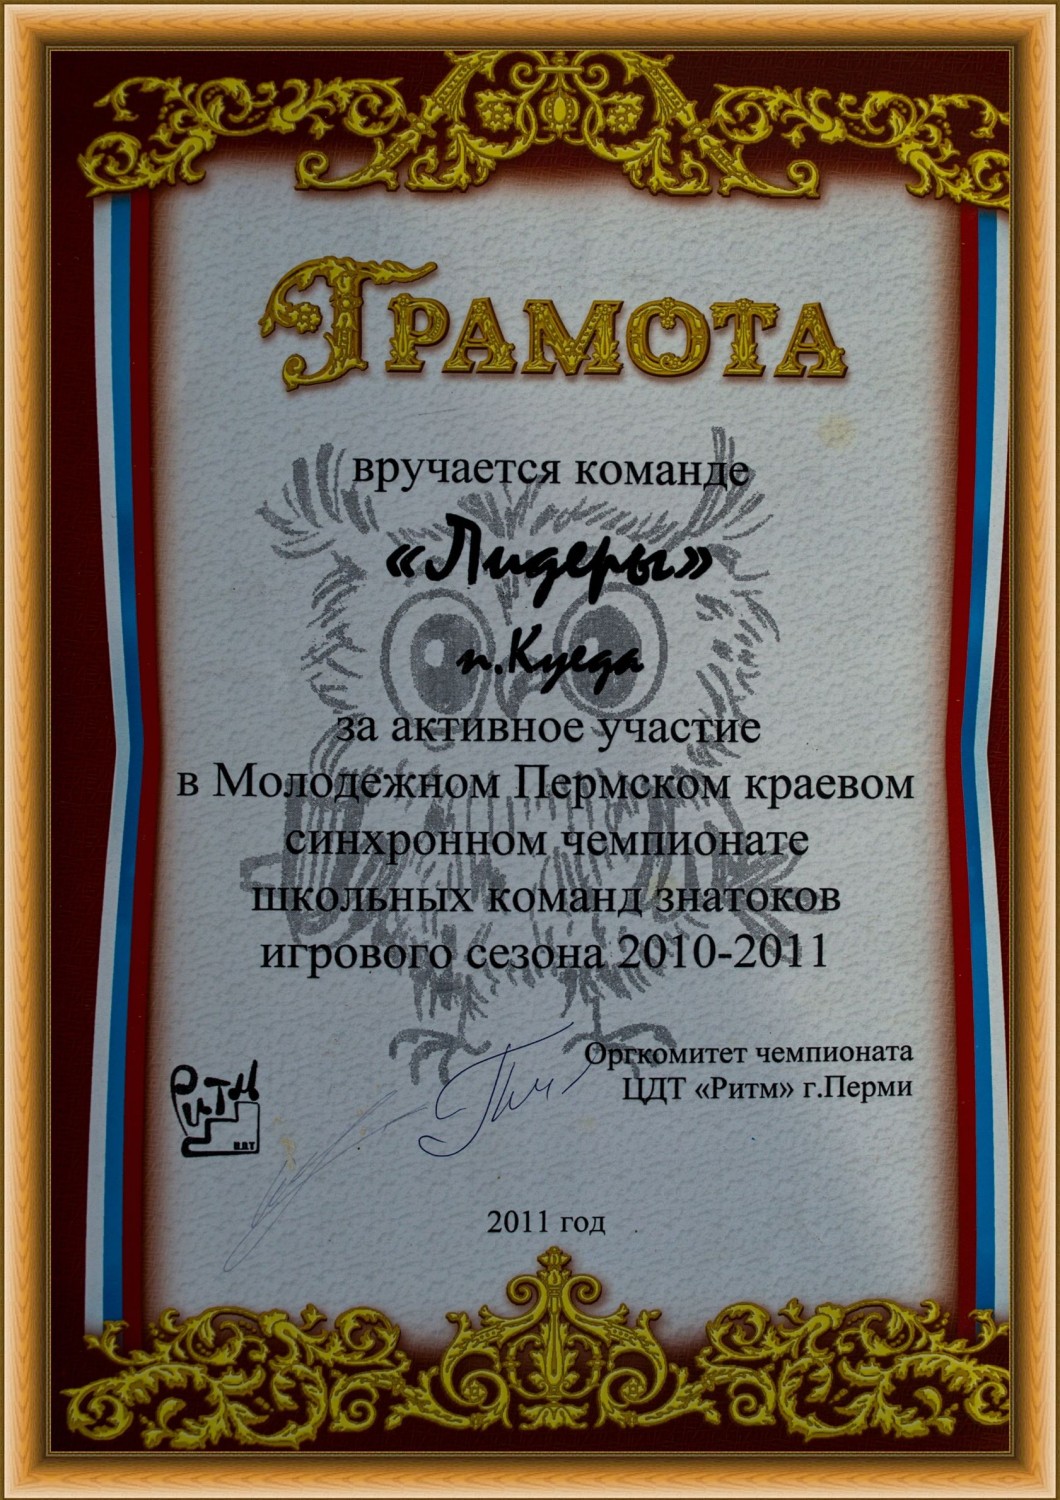 ГРАМОТА
вручается команде
«Лидеры»
п.Куеда
за активное участие
в Молодежном Пермском краевом
синхронном чемпионате
школьных команд знатоков
игрового сезона 2010-2011
Оргкомитет чемпионата
ЦДТ «Ритм» г.Перми
РИТМ
2011 год